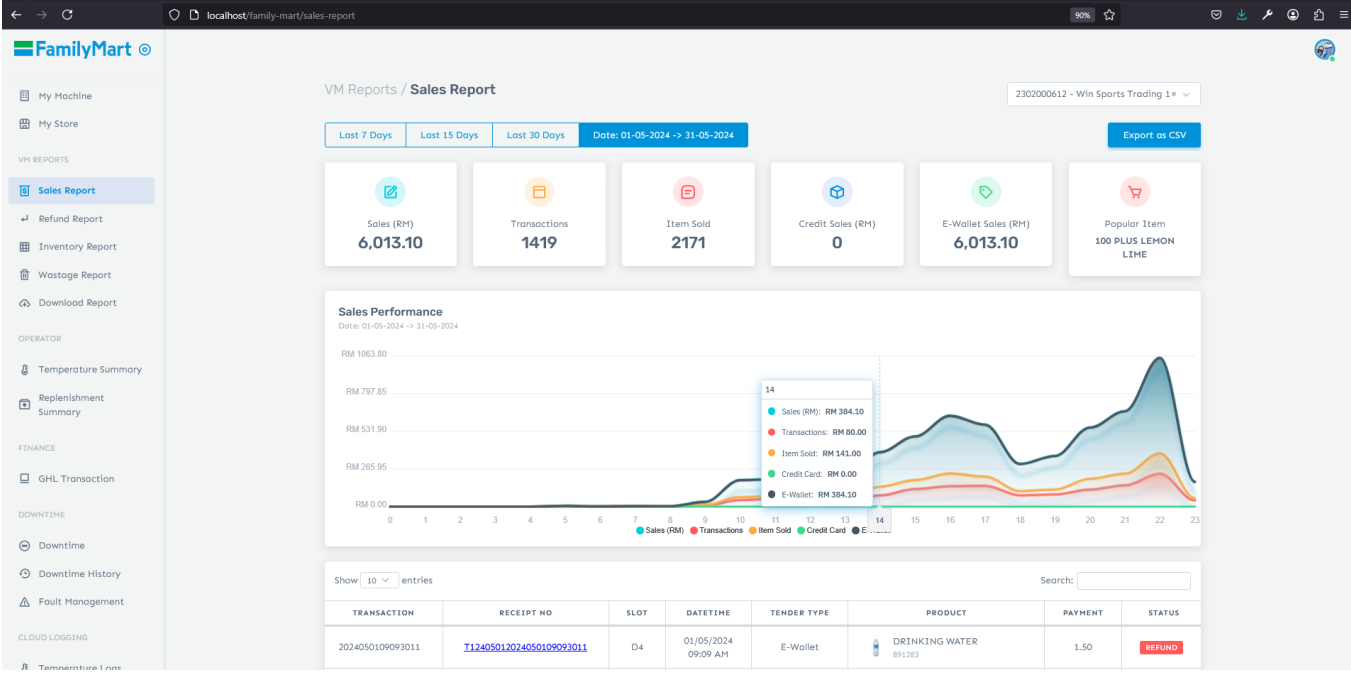 localhost/family-mart/sales-report
90%
FamilyMart
My Machine
My Store
VM REPORTS
Sales Report
Refund Report
Inventory Report
Wastage Report
Download Report
OPERATOR
Temperature Summary
Replenishment
Summary
FINANCE
GHL Transaction
DOWNTIME
Downtime
Downtime History
Fault Management
CLOUD LOGGING
Temperature Logs
VM Reports / Sales Report
2302000612 - Win Sports Trading 1×
Last 7 Days Last 15 Days Last 30 Days Date: 01-05-2024 -> 31-05-2024
Export as CSV
Sales (RM)
6,013.10
Transactions
1419
Item Sold
2171
Credit Sales (RM)
0
E-Wallet Sales (RM)
6,013.10
Popular Item
100 PLUS LEMON
LIME
Sales Performance
Date: 01-05-2024 -> 31-05-2024
RM 1063.80
RM 797.85
RM 531.90
RM 265.95
RM 0.00
14
Sales (RM): RM 384.10
Transactions: RM 80.00
Item Sold: RM 141.00
Credit Card: RM 0.00
E-Wallet: RM 384.10
0 1 2 3 4 5 6 7 8 9 10 11 12 13 14 15 16 17 18 19 20 21 22 23
Sales (RM) Transactions Item Sold Credit Card
Show 10 entries
Search:
TRANSACTION RECEIPT NO SLOT DATETIME TENDER TYPE PRODUCT PAYMENT STATUS
2024050109093011 T12405012024050109093011 D4 01/05/2024 E-Wallet DRINKING WATER 1.50 REFUND
09:09 AM 891283